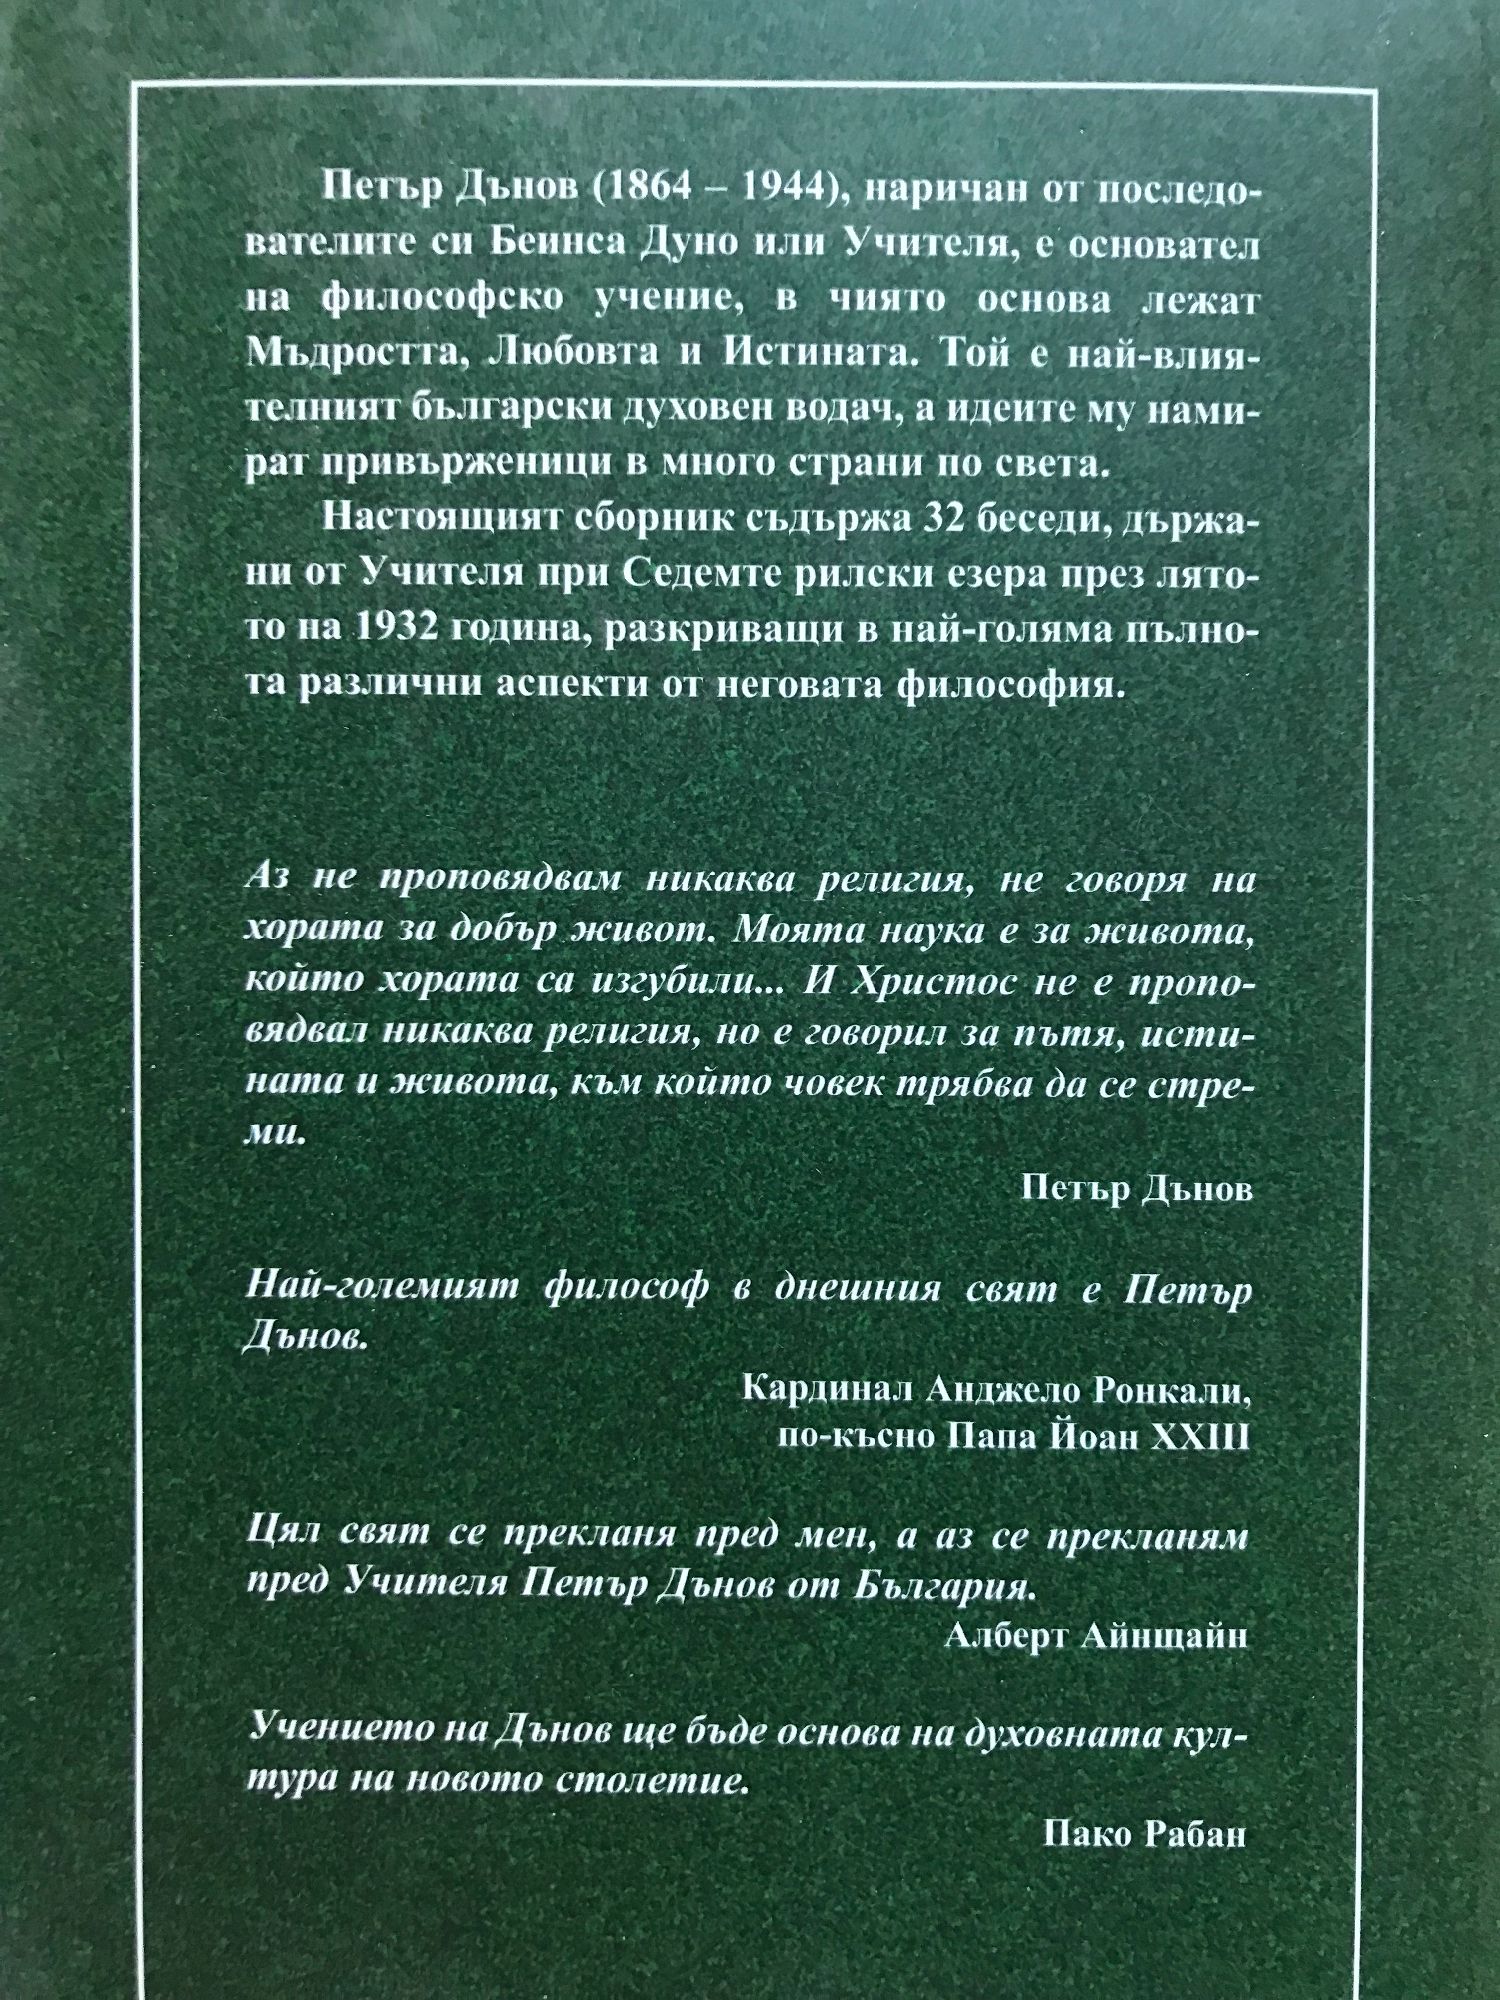 Петър Дънов (1864 – 1944), наричан от последо-
вателите си Беинса Дуно или Учителя, е основател
на философско учение, в чиято основа лежат
Мъдростта, Любовта и Истината. Той е най-влия-
телният български духовен водач, а идеите му нами-
рат привърженици в много страни по света.
Настоящият сборник съдържа 32 беседи, държа-
ни от Учителя при Седемте рилски езера през лято-
то на 1932 година, разкриващи в най-голяма пълно-
та различни аспекти от неговата философия.
Аз не проповядвам никаква религия, не говоря на
хората за добър живот. Моята наука е за живота,
който хората са изгубили... И Христос не е пропо-
вядвал никаква религия, но е говорил за пътя, исти-
ната и живота, към който човек трябва да се стре-
ми.
Петър Дънов
Най-големият философ в днешния свят е Петър
Дънов.
Кардинал Анджело Ронкали,
по-късно Папа Йоан XXIII
Цял свят се прекланя пред мен, а аз се прекланям
пред Учителя Петър Дънов от България.
Алберт Айнщайн
Учението на Дънов ще бъде основа на духовната кул-
тура на новото столетие.
Пако Рабан